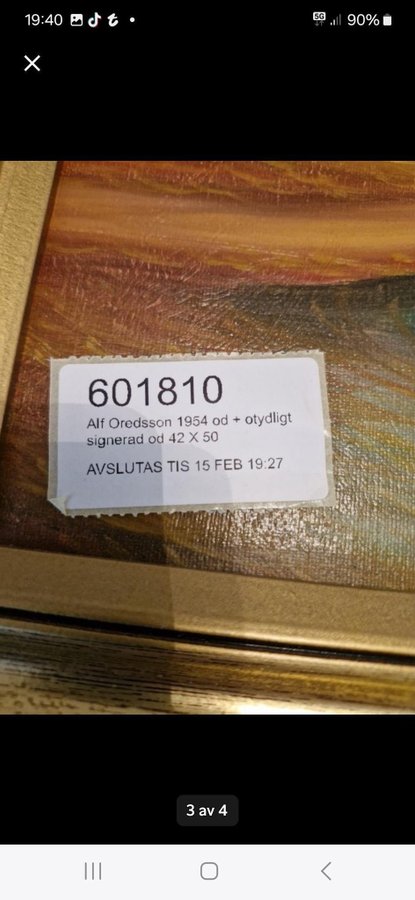 19:40
5G 90%
601810
Alf Oredsson 1954 od + otydligt
signerad od 42 X 50
AVSLUTAS TIS 15 FEB 19:27
3 av 4